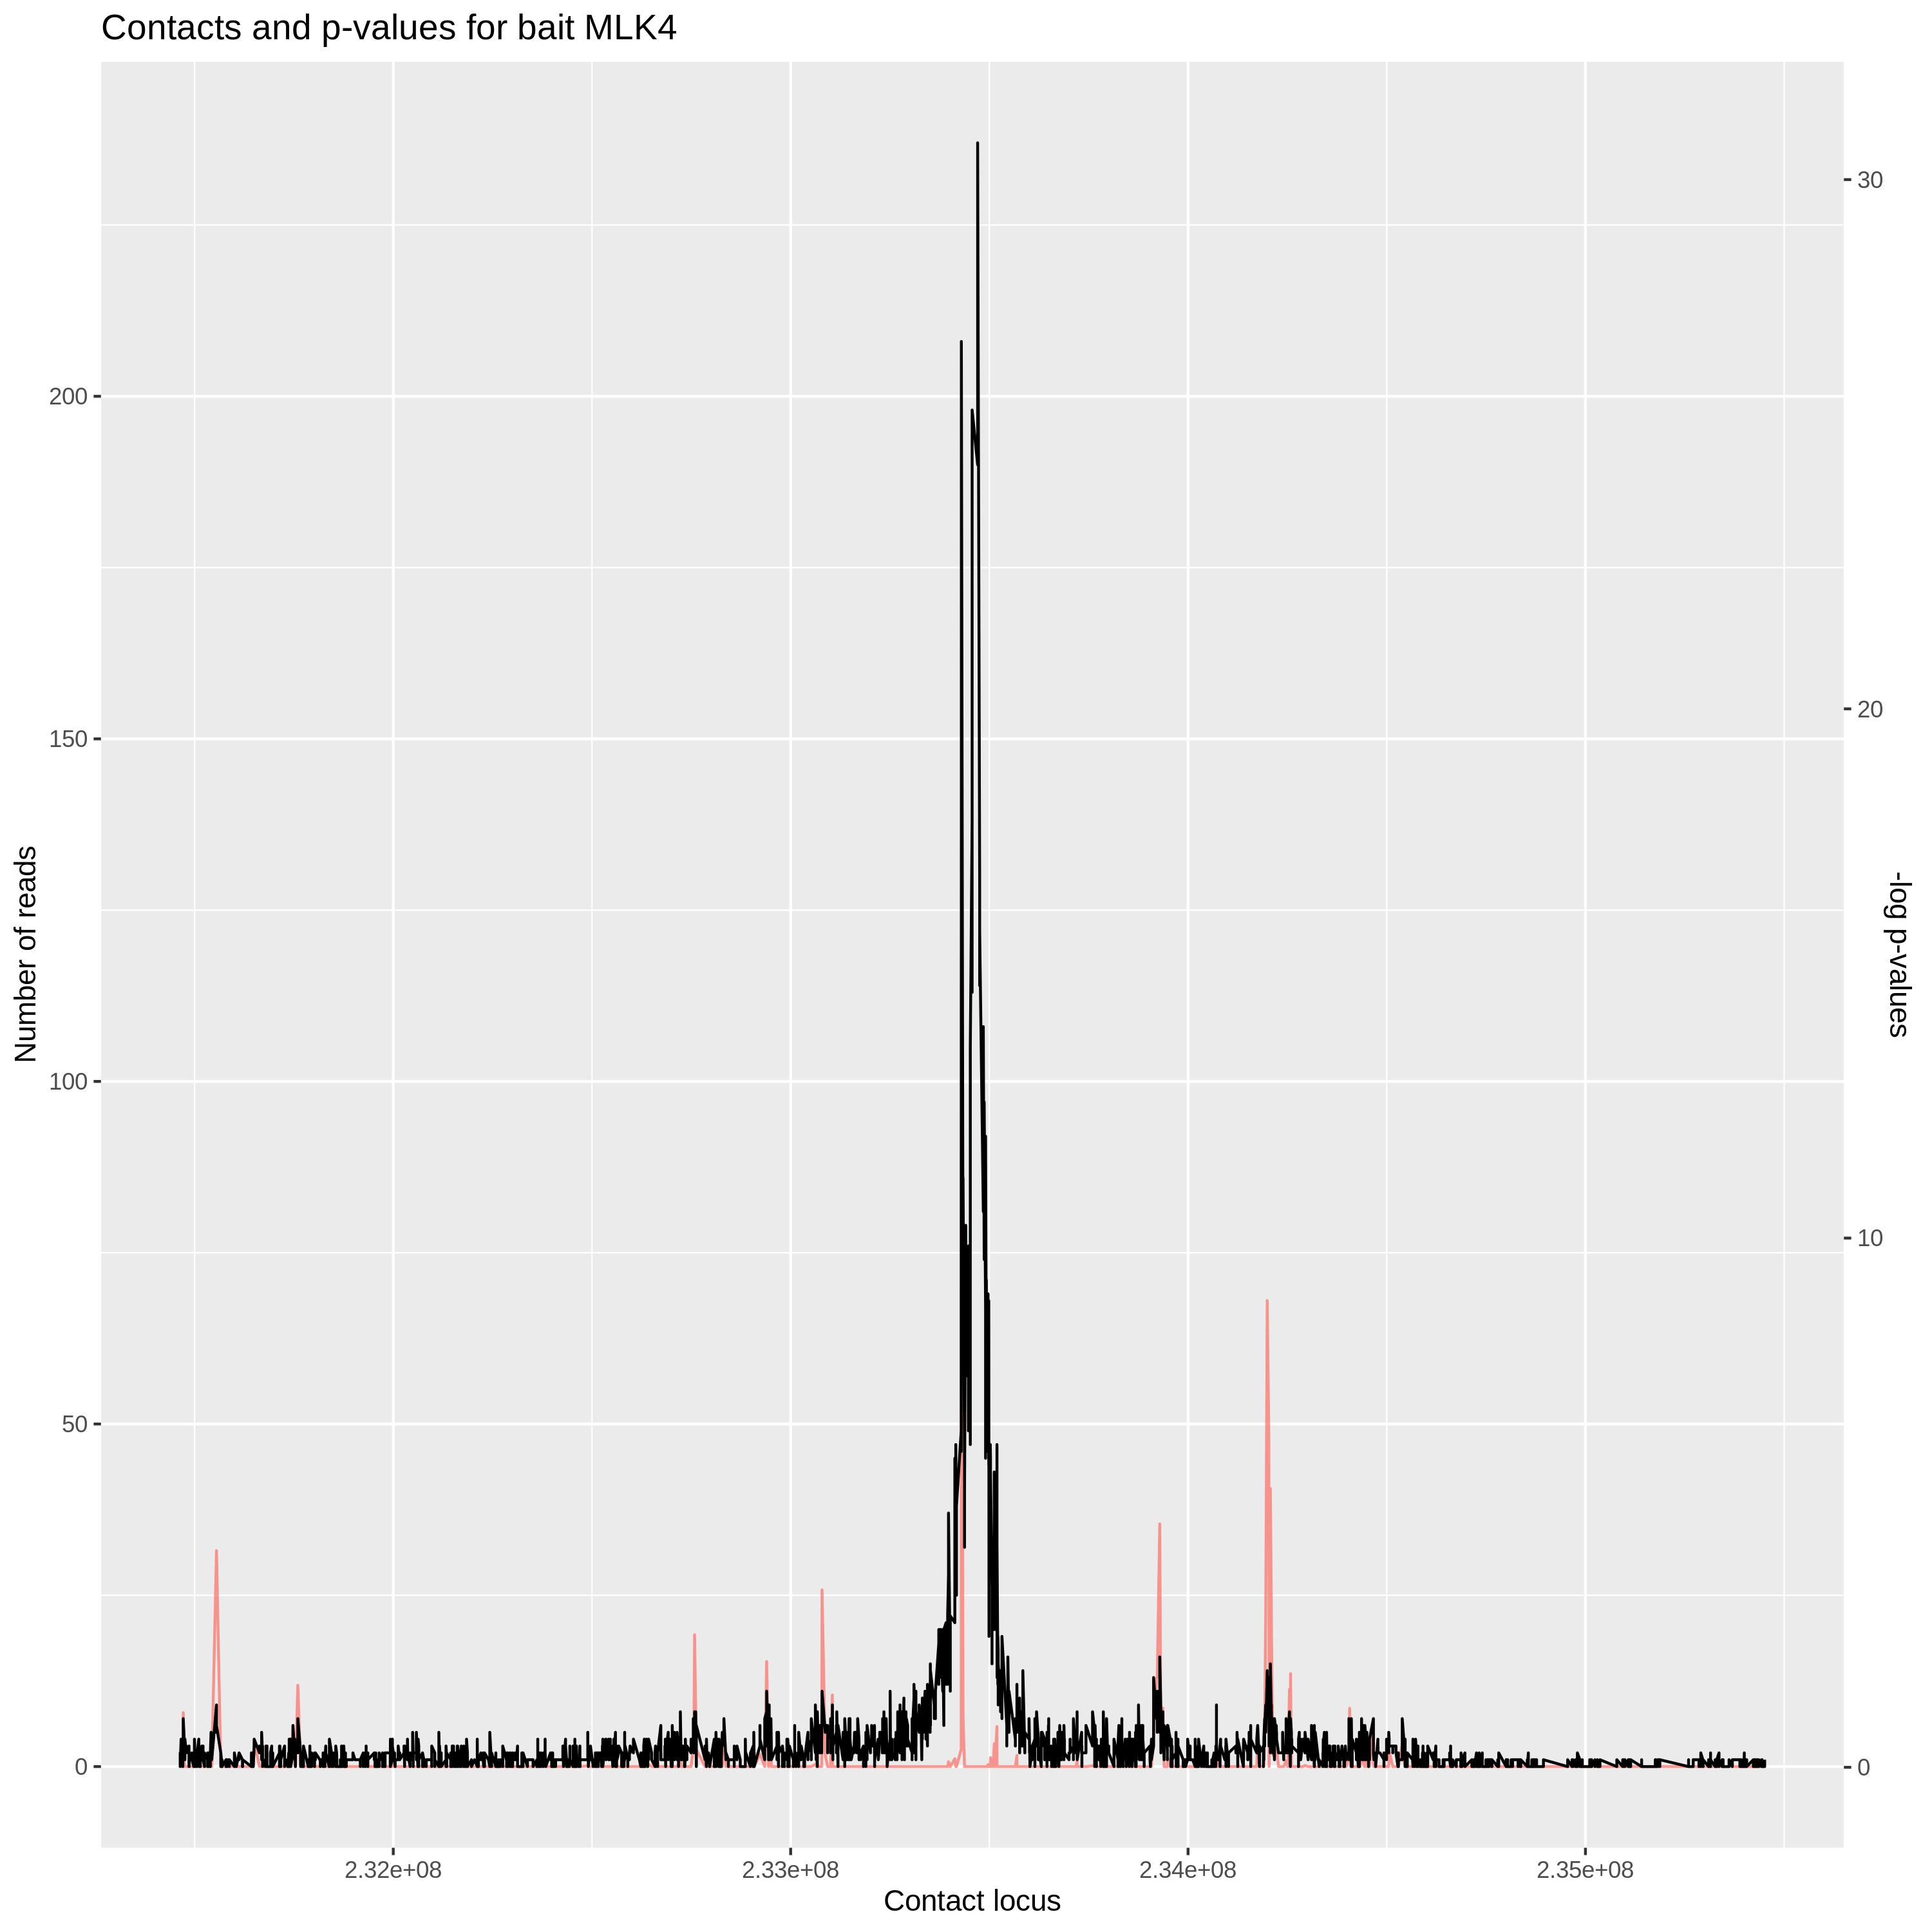 Contacts and p-values for bait MLK4
Number of reads
200
150
100
50
0
30
20
10
0
-log p-values
2.32e+08 2.33e+08 2.34e+08 2.35e+08
Contact locus